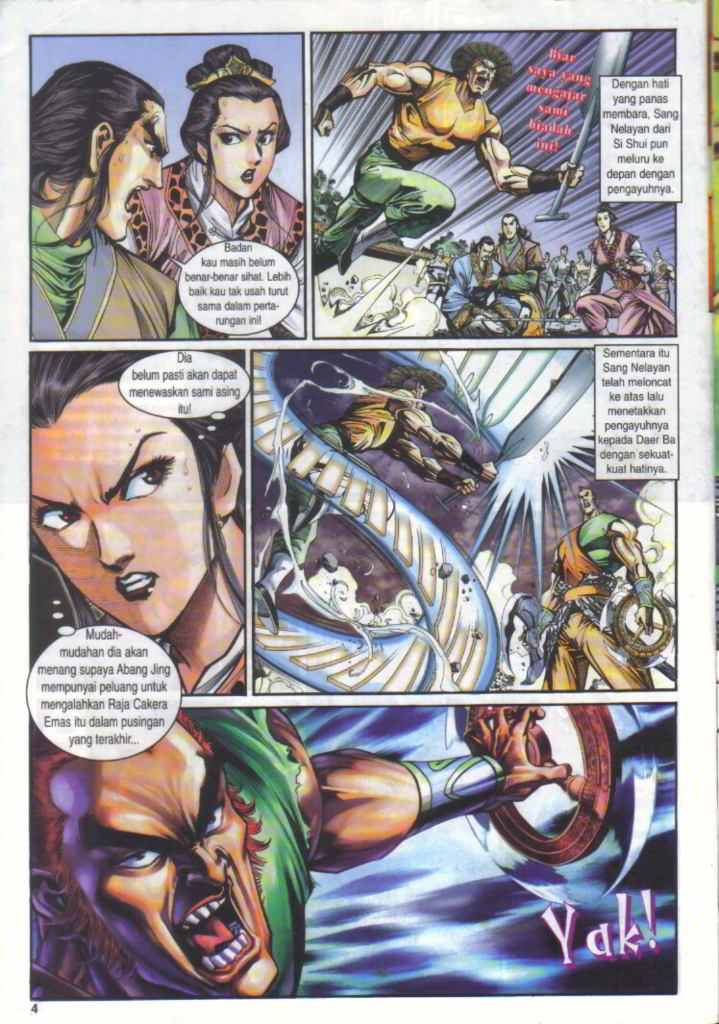 Badan
kau masih belum
benar-benar sihat. Lebih
baik kau tak usah turut
sama dalam perta-
rungan ini!
Biar
saya yang
mengajar
sami
biadah
ini!
Dengan hati
yang panas
membara, Sang
Nelayan dari
Si Shui pun
meluru ke
depan dengan
pengayuhnya.
Dia
belum pasti akan dapat
menewaskan sami asing
itu!
Mudah-
mudahan dia akan
menang supaya Abang Jing
mempunyai peluang untuk
mengalahkan Raja Cakera
Emas itu dalam pusingan
yang terakhir...
Sementara itu
Sang Nelayan
telah meloncat
ke atas lalu
menetakkan
pengayuhnya
kepada Daer Ba
dengan sekuat-
kuat hatinya.
Yak!
4